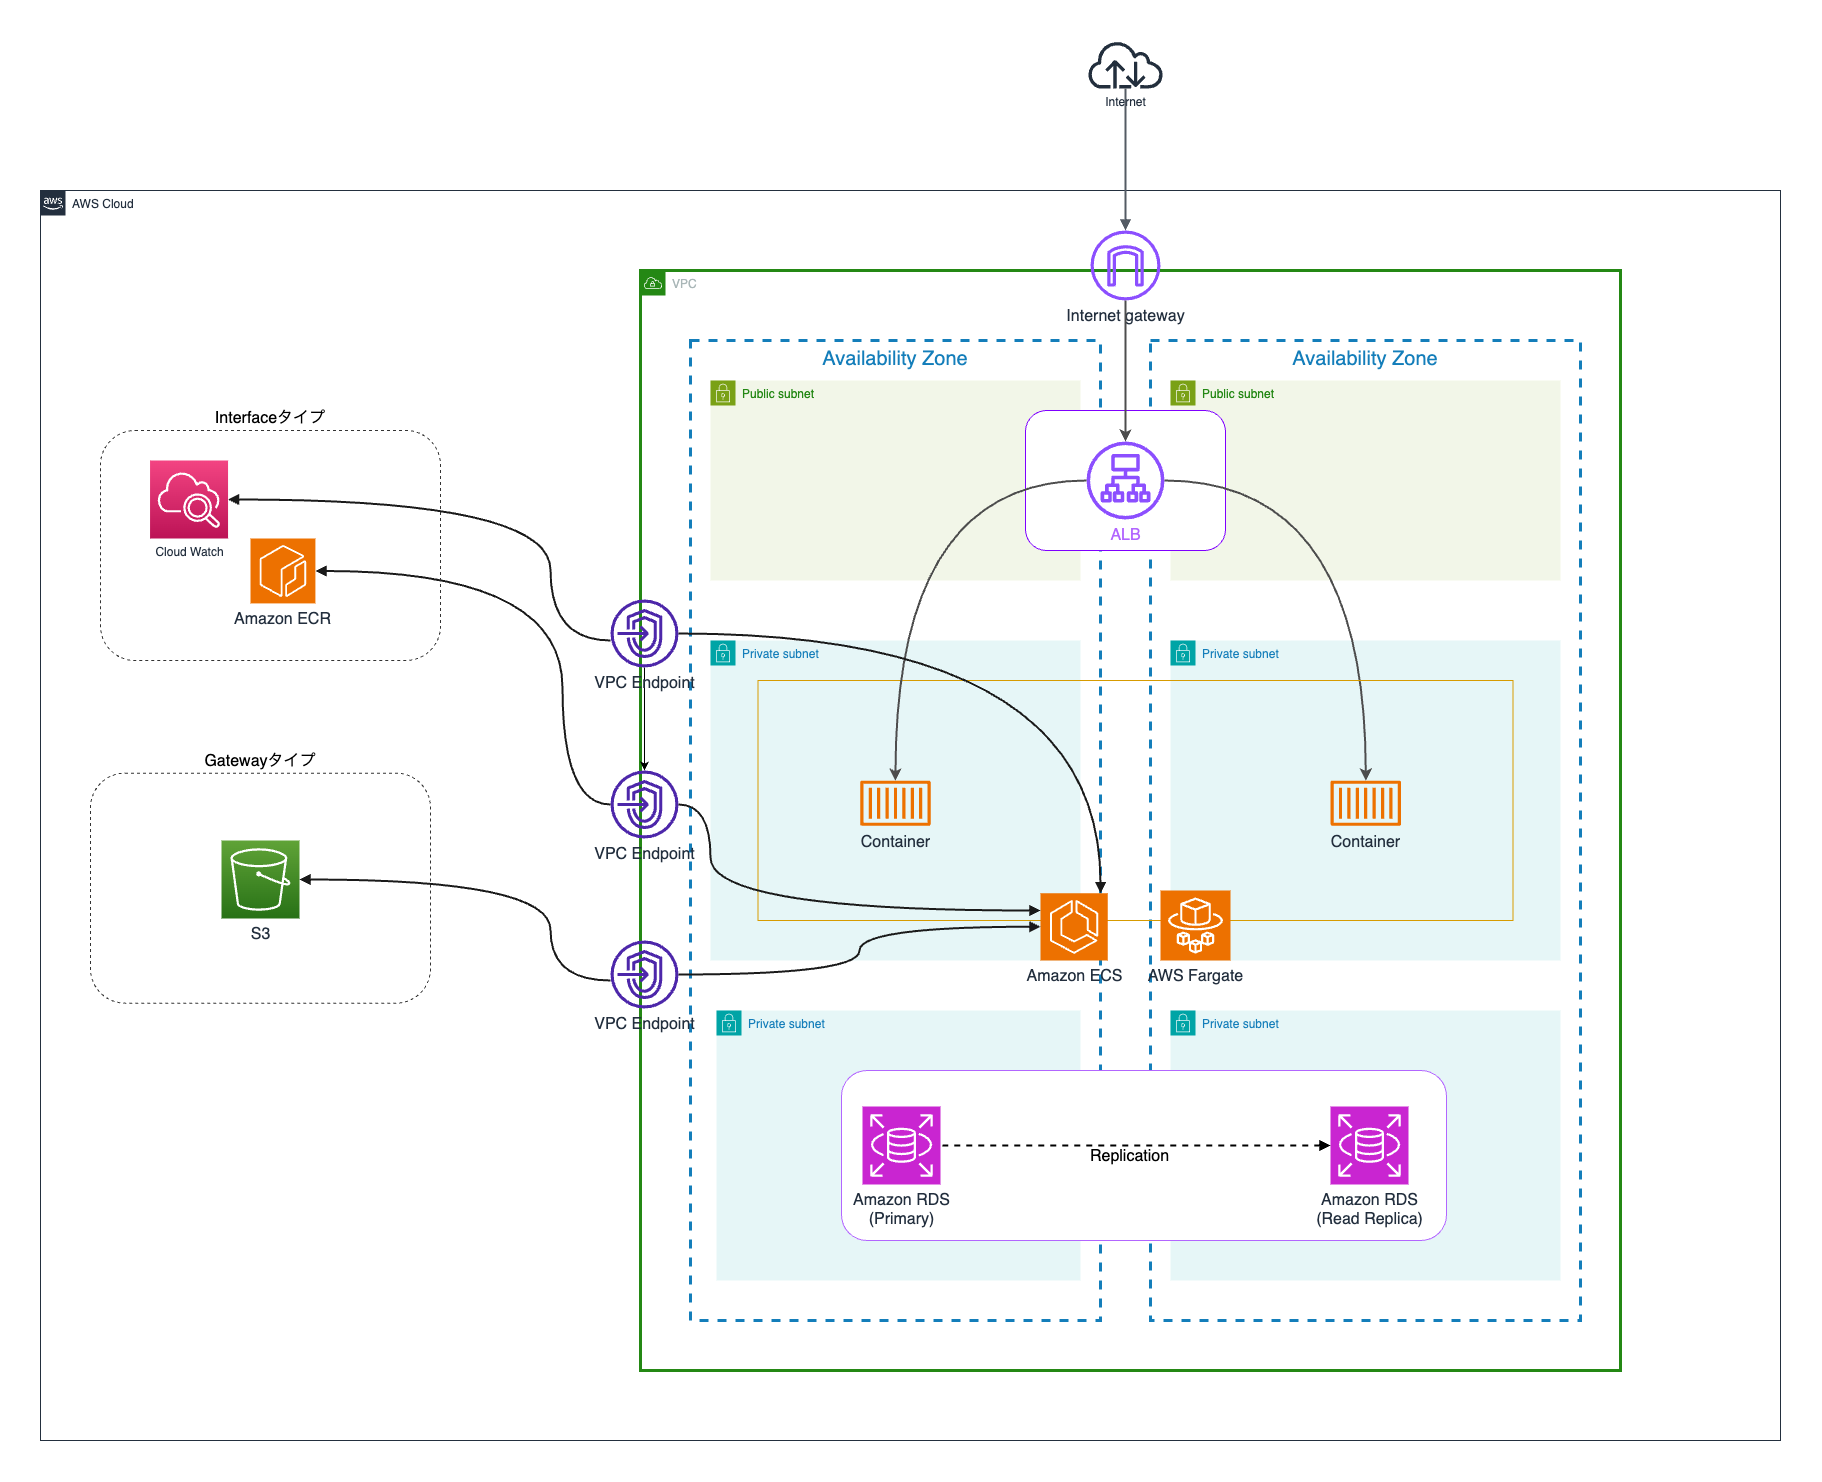 Internet
aws
AWS Cloud
VPC
Internet gateway
Availability Zone
Availability Zone
Public subnet
Public subnet
Interfaceタイプ
Cloud Watch
Amazon ECR
ALB
VPC Endpoint
Private subnet
Private subnet
Gatewayタイプ
S3
VPC Endpoint
Container
Container
Amazon ECS
AWS Fargate
VPC Endpoint
Private subnet
Private subnet
Replication
Amazon RDS
(Primary)
Amazon RDS
(Read Replica)